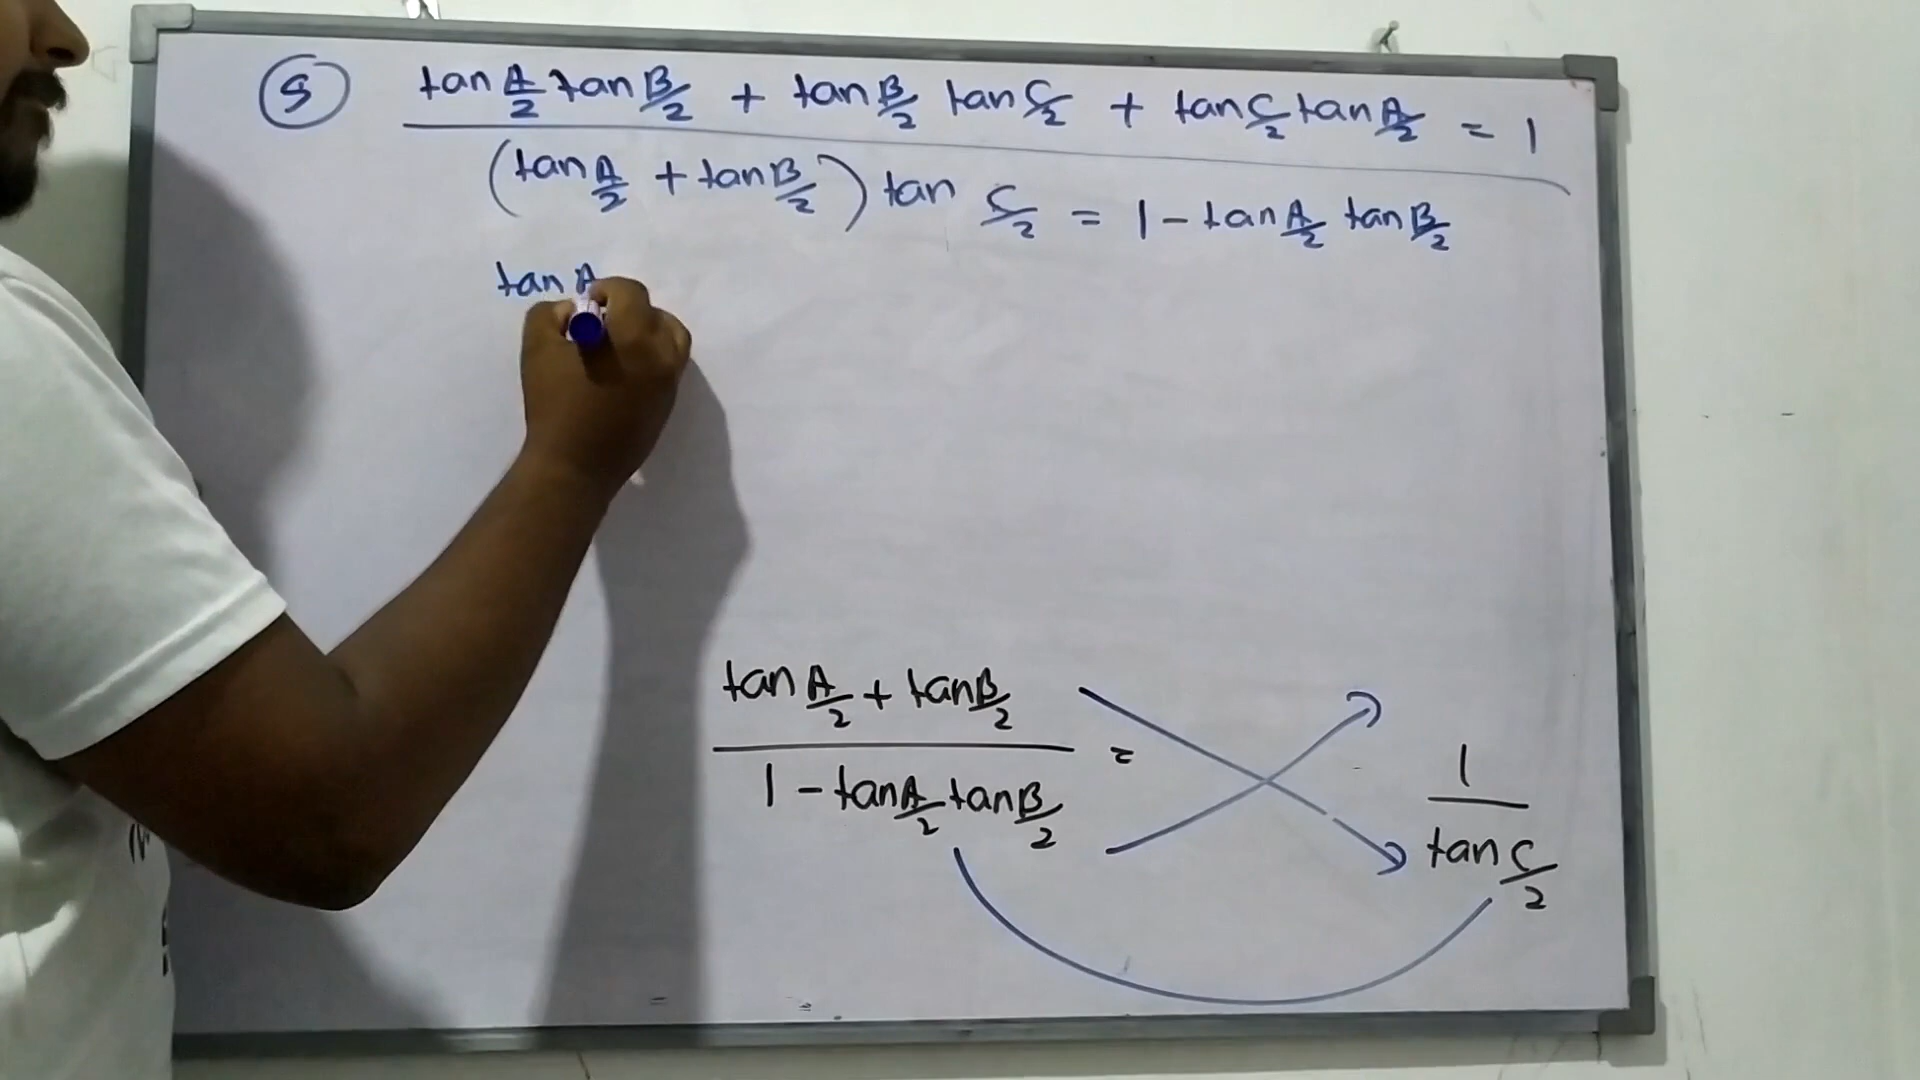 (9) tan A/2 tan B/2 + tan B/2 tan C/2 + tan C/2 tan A/2 = 1
(tan A/2 + tan B/2) tan C/2 = 1 - tan A/2 tan B/2
tan A
tan A/2 + tan B/2
1 - tan A/2 tan B/2
=
1
tan C/2